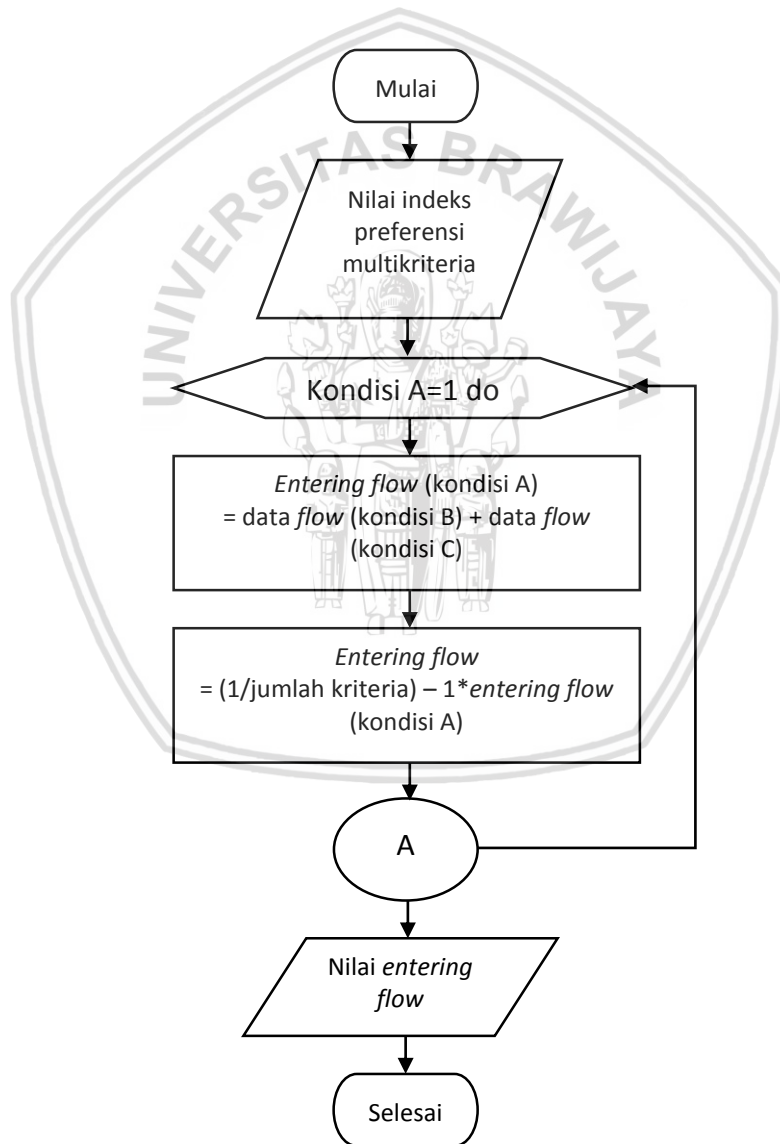 UNIVERSITAS BRAWIJAYA
Mulai
Nilai indeks
preferensi
multikriteria
Kondisi A=1 do
Entering flow (kondisi A)
= data flow (kondisi B) + data flow
(kondisi C)
Entering flow
= (1/jumlah kriteria) – 1*entering flow
(kondisi A)
A
Nilai entering
flow
Selesai